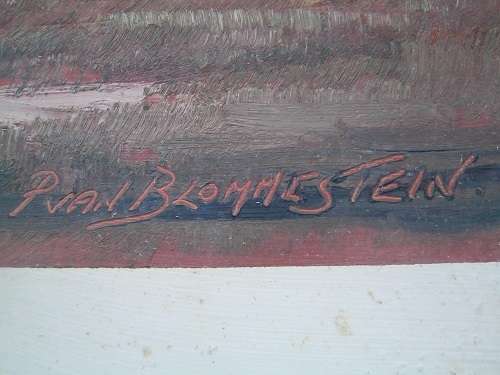 P VAN BLOMMESTEIN.